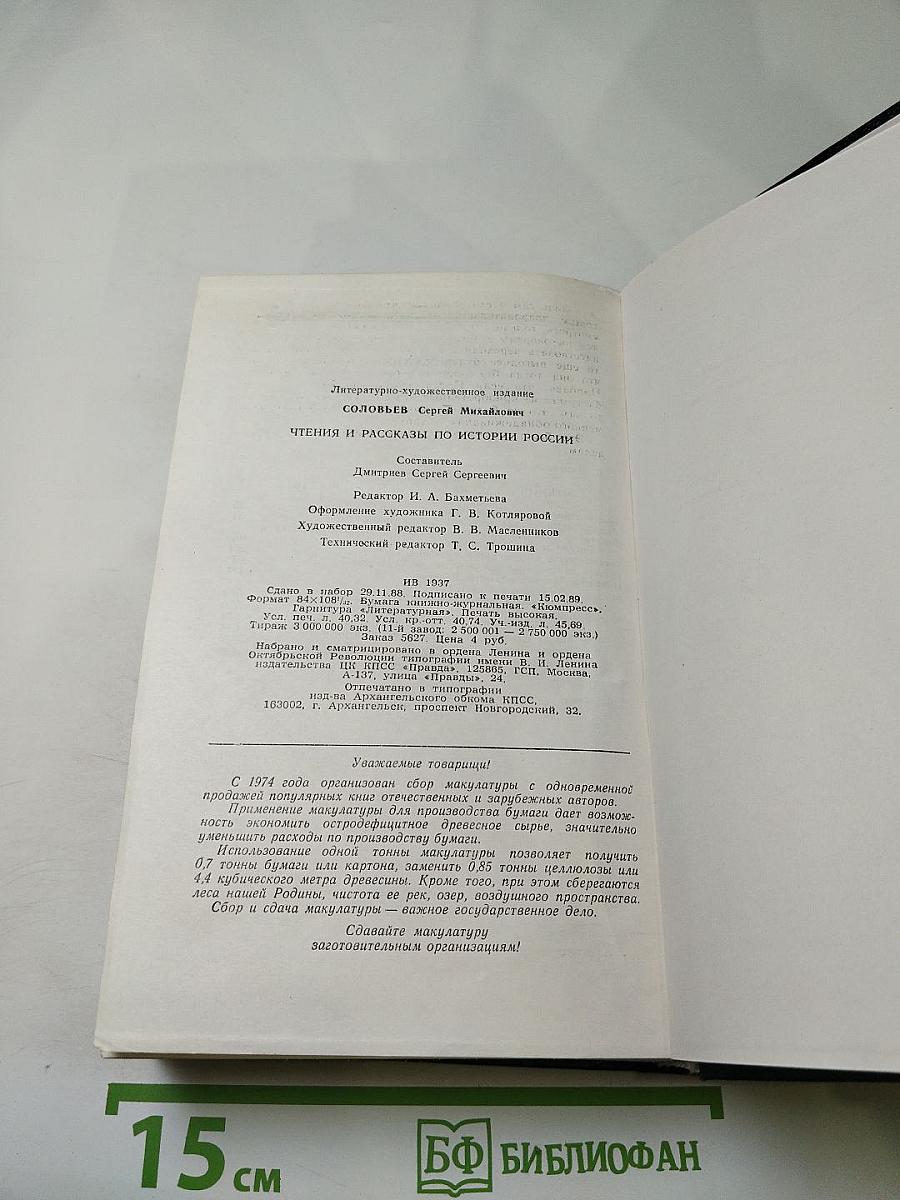 Литературно-художественное издание
СОЛОВЬЕВ Сергей Михайлович
ЧТЕНИЯ И РАССКАЗЫ ПО ИСТОРИИ РОССИИ
Составитель
Дмитриев Сергей Сергеевич
Редактор И. А. Бахметьева
Оформление художника Г. В. Котляровой
Художественный редактор В. В. Масленников
Технический редактор Т. С. Трошина
ИВ 1937
Сдано в набор 29.11.88. Подписано к печати 15.02.89.
Формат 84×108¹/₃₂. Бумага книжно-журнальная. «Кюмпресс».
Гарнитура «Литературная». Печать высокая.
Усл. печ. л. 40,32. Усл. кр.-отт. 40,74. Уч.-изд. л. 45,69.
Тираж 3 000 000 экз. (11-й завод: 2 500 001 — 2 750 000 экз.)
Заказ 5627. Цена 4 руб.
Набрано и сматрицировано в ордена Ленина и ордена
Октябрьской Революции типографии имени В. И. Ленина
издательства ЦК КПСС «Правда». 125865, ГСП, Москва,
А-137, улица «Правды», 24.
Отпечатано в типографии
изд-ва Архангельского обкома КПСС,
163002, г. Архангельск, проспект Новгородский, 32.
Уважаемые товарищи!
С 1974 года организован сбор макулатуры с одновременной
продажей популярных книг отечественных и зарубежных авторов.
Применение макулатуры для производства бумаги дает возмож-
ность экономить остродефицитное древесное сырье, значительно
уменьшить расходы по производству бумаги.
Использование одной тонны макулатуры позволяет получить
0,7 тонны бумаги или картона, заменить 0,85 тонны целлюлозы или
4,4 кубического метра древесины. Кроме того, при этом сберегаются
леса нашей Родины, чистота ее рек, озер, воздушного пространства.
Сбор и сдача макулатуры — важное государственное дело.
Сдавайте макулатуру
заготовительным организациям!
15 см
БФ БИБЛИОФАН